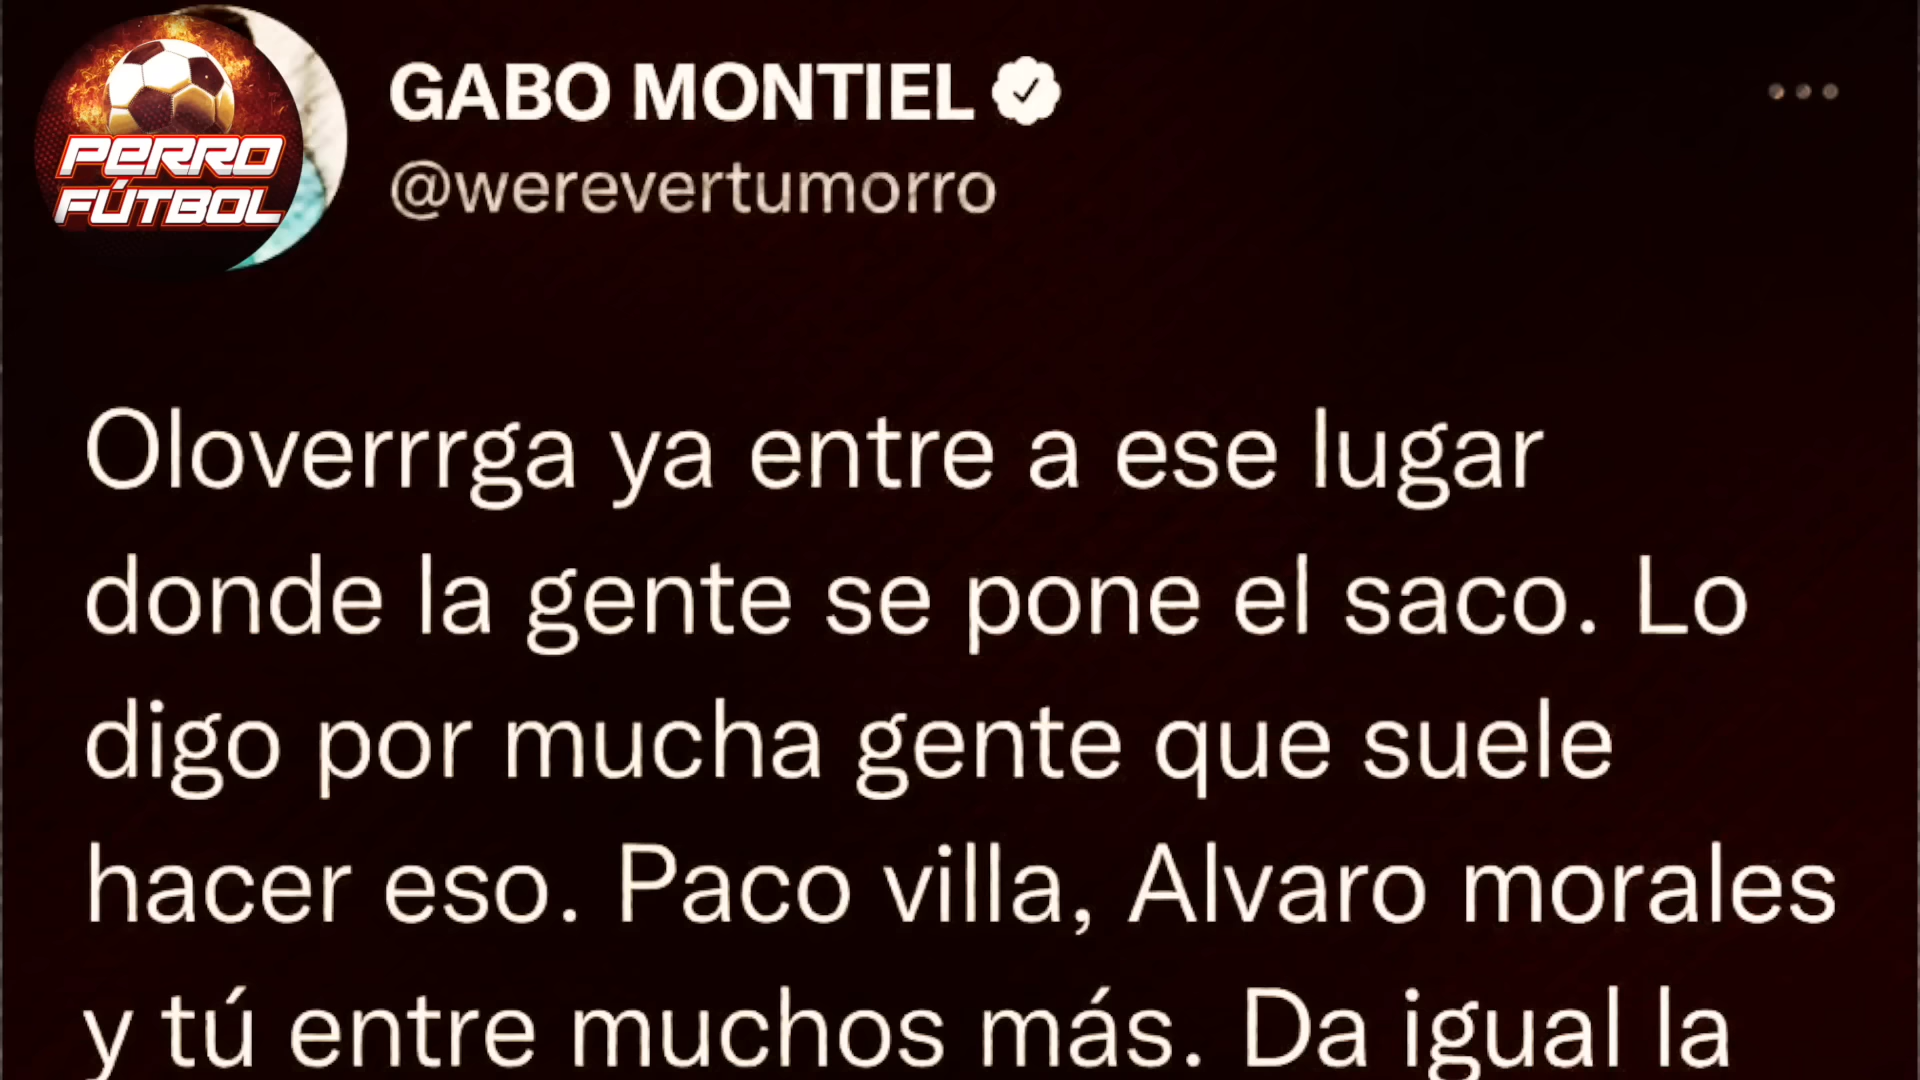 PERRO
FÚTBOL
GABO MONTIEL
@werevertumorro
Oloverrrga ya entre a ese lugar
donde la gente se pone el saco. Lo
digo por mucha gente que suele
hacer eso. Paco villa, Alvaro morales
y tú entre muchos más. Da igual la